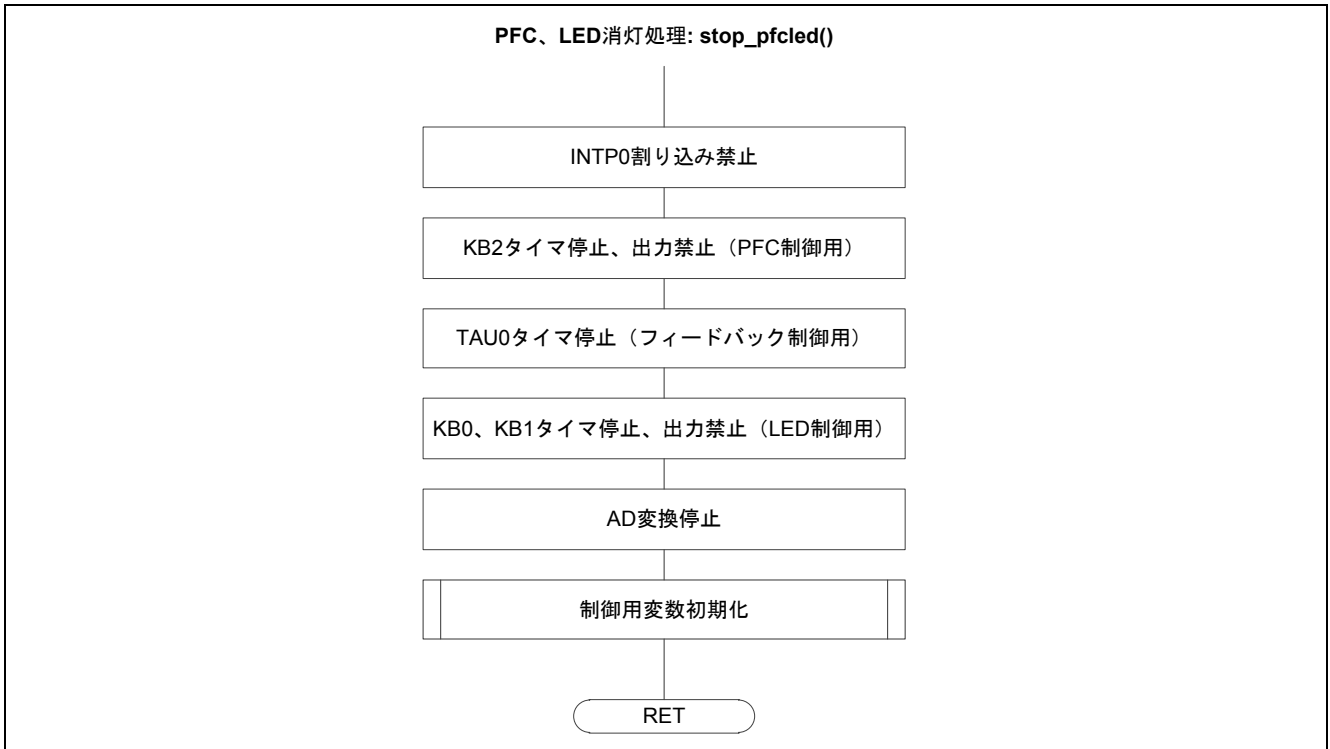 PFC、LED消灯処理: stop_pfcled()
INTP0割り込み禁止
KB2タイマ停止、出力禁止（PFC制御用）
TAU0タイマ停止（フィードバック制御用）
KB0、KB1タイマ停止、出力禁止（LED制御用）
AD変換停止
制御用変数初期化
RET